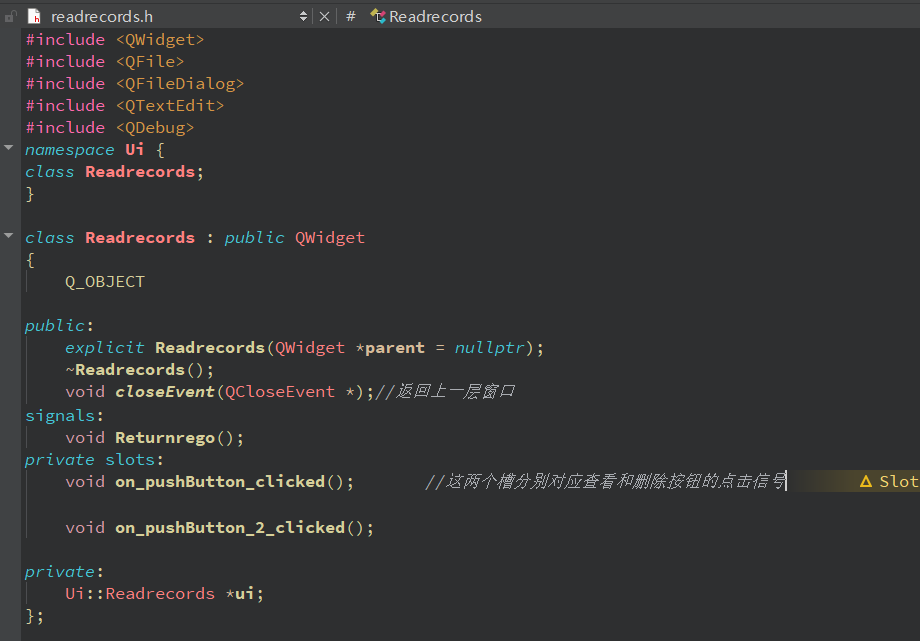 readrecords.h # Readrecords
#include <QWidget>
#include <QFile>
#include <QFileDialog>
#include <QTextEdit>
#include <QDebug>
namespace Ui {
class Readrecords;
}
class Readrecords : public QWidget
{
Q_OBJECT
public:
explicit Readrecords(QWidget *parent = nullptr);
~Readrecords();
void closeEvent(QCloseEvent *);//返回上一层窗口
signals:
void Returnrego();
private slots:
void on_pushButton_clicked(); //这两个槽分别对应查看和删除按钮的点击信号 Slot
void on_pushButton_2_clicked();
private:
Ui::Readrecords *ui;
};